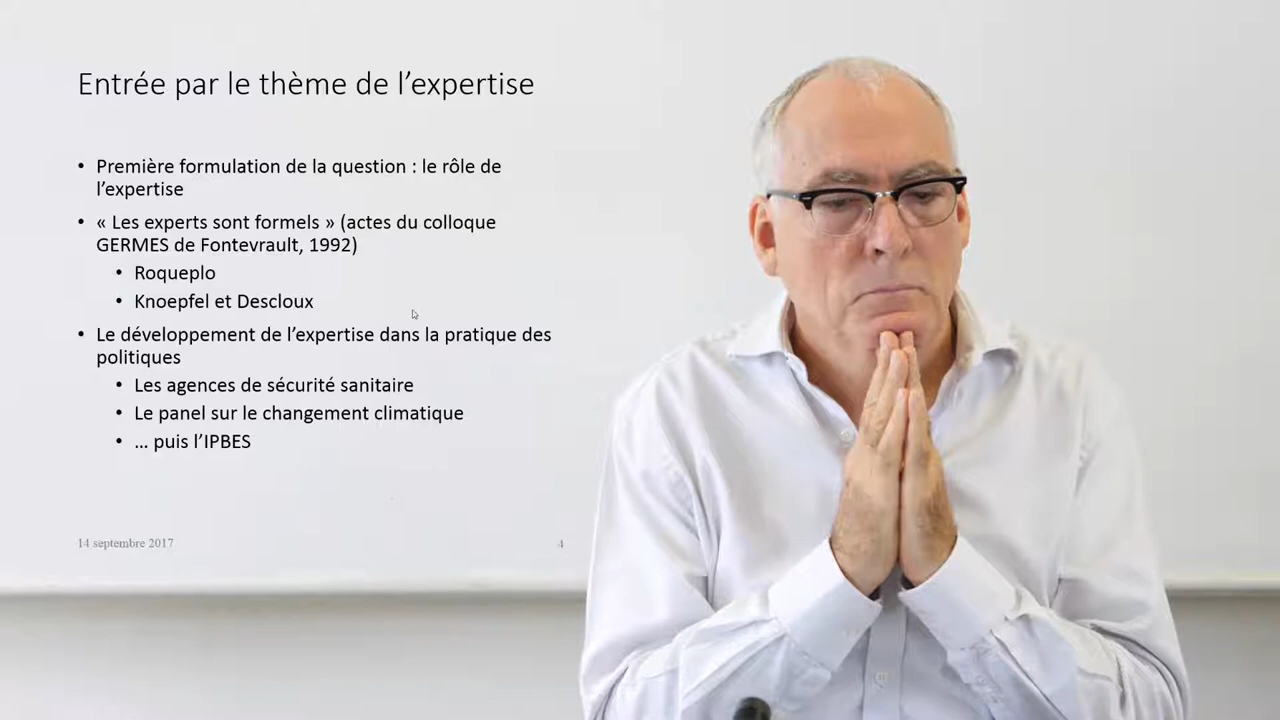 Entrée par le thème de l’expertise
• Première formulation de la question : le rôle de
l’expertise
• « Les experts sont formels » (actes du colloque
GERMES de Fontevrault, 1992)
• Roqueplo
• Knoepfel et Descloux
• Le développement de l’expertise dans la pratique des
politiques
• Les agences de sécurité sanitaire
• Le panel sur le changement climatique
• ... puis l’IPBES
14 septembre 2017
4